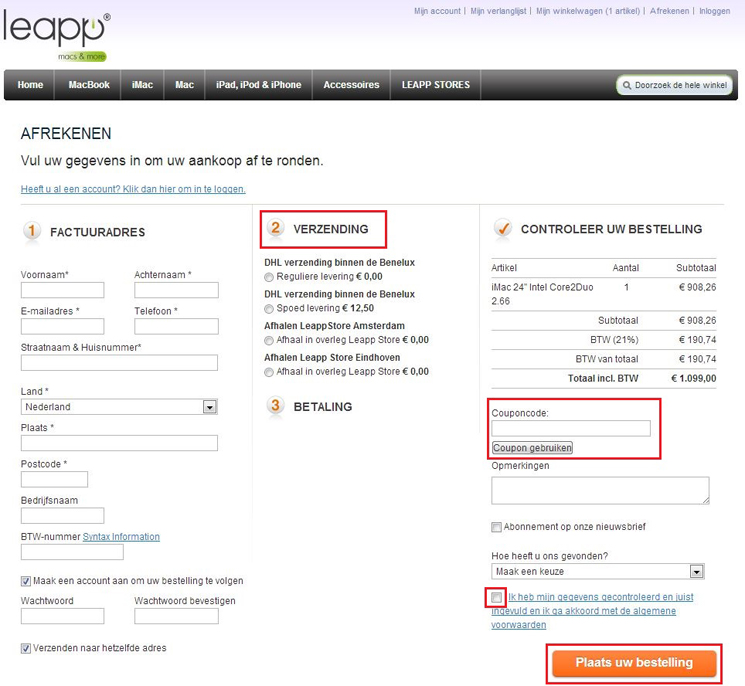 leapp®
macs & more
Mijn account | Mijn verlanglijst | Mijn winkelwagen (1 artikel) | Afrekenen | Inloggen
Home MacBook iMac Mac iPad, iPod & iPhone Accessoires LEAPP STORES Doorzoek de hele winkel
AFREKENEN
Vul uw gegevens in om uw aankoop af te ronden.
Heeft u al een account? Klik dan hier om in te loggen.
1 FACTUURADRES
Voornaam* Achternaam *
E-mailadres * Telefoon *
Straatnaam & Huisnummer*
Land *
Nederland
Plaats *
Postcode *
Bedrijfsnaam
BTW-nummer Syntax Information
Maak een account aan om uw bestelling te volgen
Wachtwoord Wachtwoord bevestigen
Verzenden naar hetzelfde adres
2 VERZENDING
DHL verzending binnen de Benelux
Reguliere levering € 0,00
DHL verzending binnen de Benelux
Spoed levering € 12,50
Afhalen LeappStore Amsterdam
Afhaal in overleg Leapp Store € 0,00
Afhalen Leapp Store Eindhoven
Afhaal in overleg Leapp Store € 0,00
3 BETALING
CONTROLEER UW BESTELLING
Artikel Aantal Subtotaal
iMac 24" Intel Core2Duo 1 € 908,26
2.66
Subtotaal € 908,26
BTW (21%) € 190,74
BTW van totaal € 190,74
Totaal incl. BTW € 1.099,00
Couponcode:
Coupon gebruiken
Opmerkingen
Abonnement op onze nieuwsbrief
Hoe heeft u ons gevonden?
Maak een keuze
Ik heb mijn gegevens gecontroleerd en juist
ingevuld en ik ga akkoord met de algemene
voorwaarden
Plaats uw bestelling